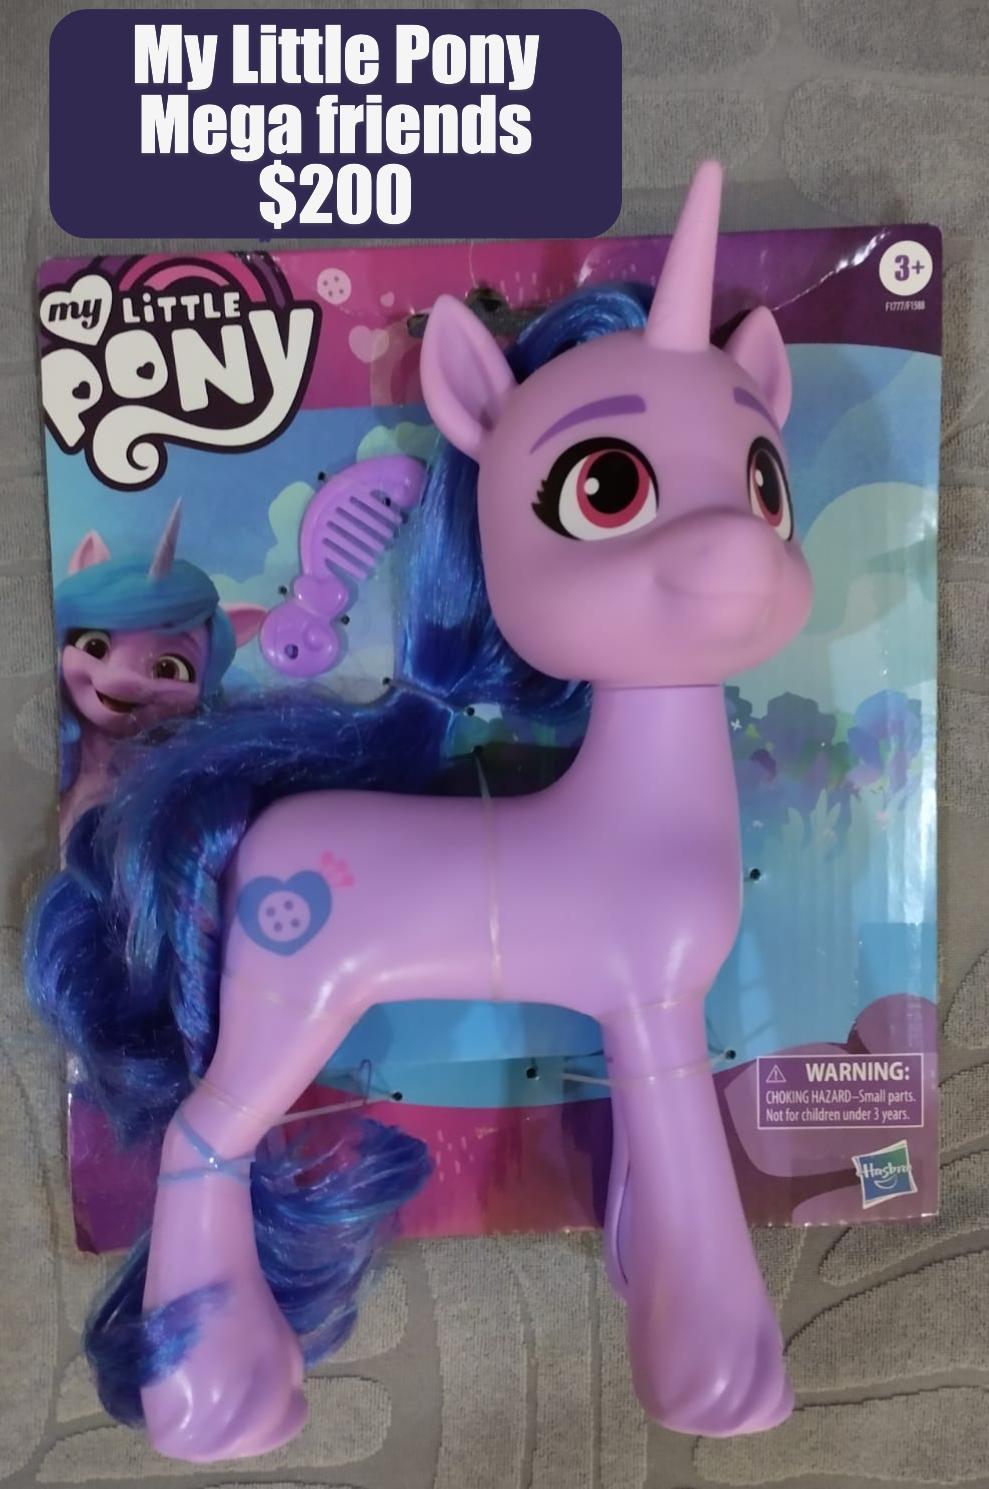 My Little Pony
Mega friends
$200
my LiTTLE
PONY
3+
F1777/F1588
WARNING:
CHOKING HAZARD–Small parts.
Not for children under 3 years.
Hasbro